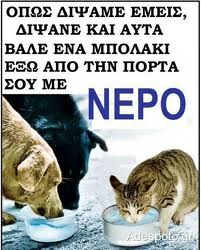 ΟΠΩΣ ΔΙΨΑΜΕ ΕΜΕΙΣ,
ΔΙΨΑΝΕ ΚΑΙ ΑΥΤΑ
ΒΑΛΕ ΕΝΑ ΜΠΟΛΑΚΙ
ΕΞΩ ΑΠΟ ΤΗΝ ΠΟΡΤΑ
ΣΟΥ ΜΕ
ΝΕΡΟ
Adespoto.gr